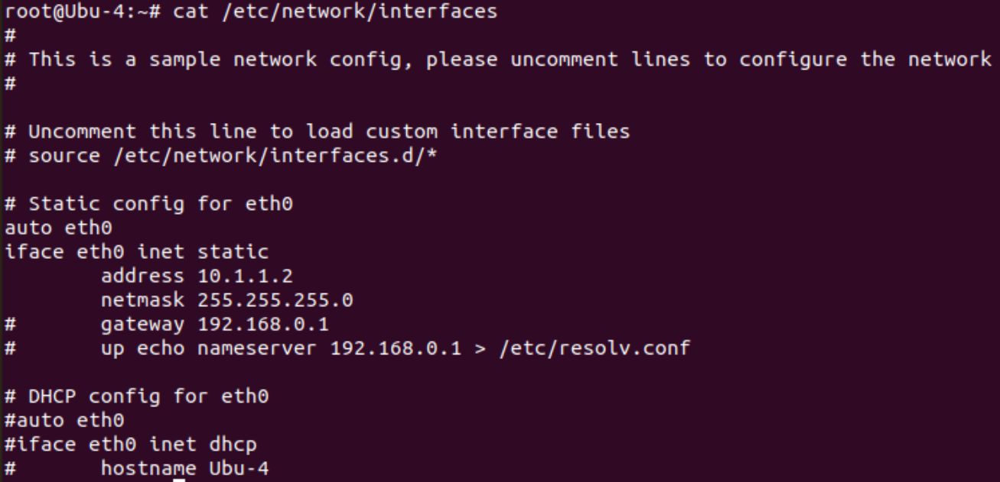 root@Ubu-4:~# cat /etc/network/interfaces
#
# This is a sample network config, please uncomment lines to configure the network
#

# Uncomment this line to load custom interface files
# source /etc/network/interfaces.d/*

# Static config for eth0
auto eth0
iface eth0 inet static
        address 10.1.1.2
        netmask 255.255.255.0
#       gateway 192.168.0.1
#       up echo nameserver 192.168.0.1 > /etc/resolv.conf

# DHCP config for eth0
#auto eth0
#iface eth0 inet dhcp
#       hostname Ubu-4